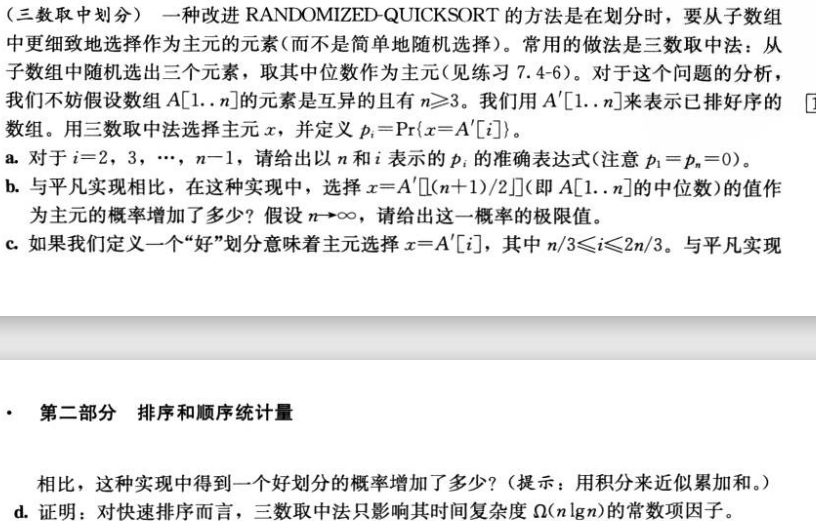 （三数取中划分） 一种改进 RANDOMIZED-QUICKSORT 的方法是在划分时，要从子数组
中更细致地选择作为主元的元素(而不是简单地随机选择)。常用的做法是三数取中法：从
子数组中随机选出三个元素，取其中位数作为主元(见练习 7.4-6)。对于这个问题的分析，
我们不妨假设数组 A[1..n]的元素是互异的且有 n≥3。我们用 A′[1..n]来表示已排好序的
数组。用三数取中法选择主元 x，并定义 pᵢ=Pr{x=A′[i]}。
a. 对于 i=2，3，…，n−1，请给出以 n 和 i 表示的 pᵢ 的准确表达式(注意 p₁=pₙ=0)。
b. 与平凡实现相比，在这种实现中，选择 x=A′[⌊(n+1)/2⌋](即 A[1..n]的中位数)的值作
为主元的概率增加了多少？假设 n→∞，请给出这一概率的极限值。
c. 如果我们定义一个“好”划分意味着主元选择 x=A′[i]，其中 n/3≤i≤2n/3。与平凡实现
· 第二部分 排序和顺序统计量
相比，这种实现中得到一个好划分的概率增加了多少？(提示：用积分来近似累加和。)
d. 证明：对快速排序而言，三数取中法只影响其时间复杂度 Ω(n lg n)的常数项因子。